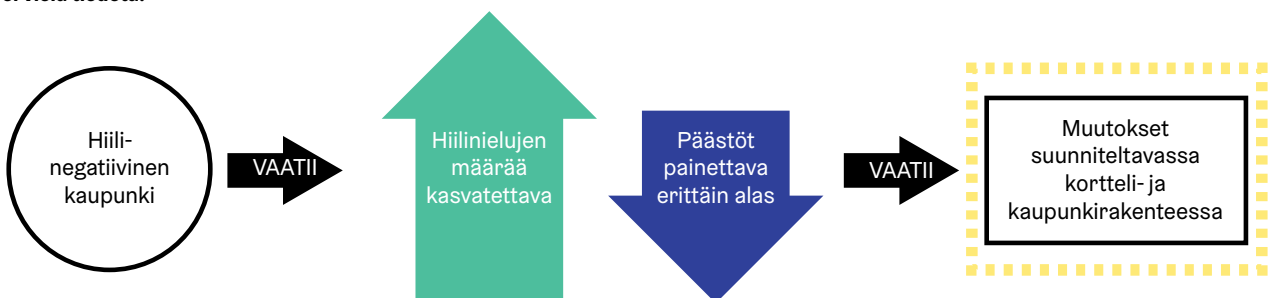 Hiili-
negatiivinen
kaupunki
VAATII
Hiilinielujen
määrää
kasvatettava
Päästöt
painettava
erittäin alas
VAATII
Muutokset
suunniteltavassa
kortteli- ja
kaupunkirakenteessa